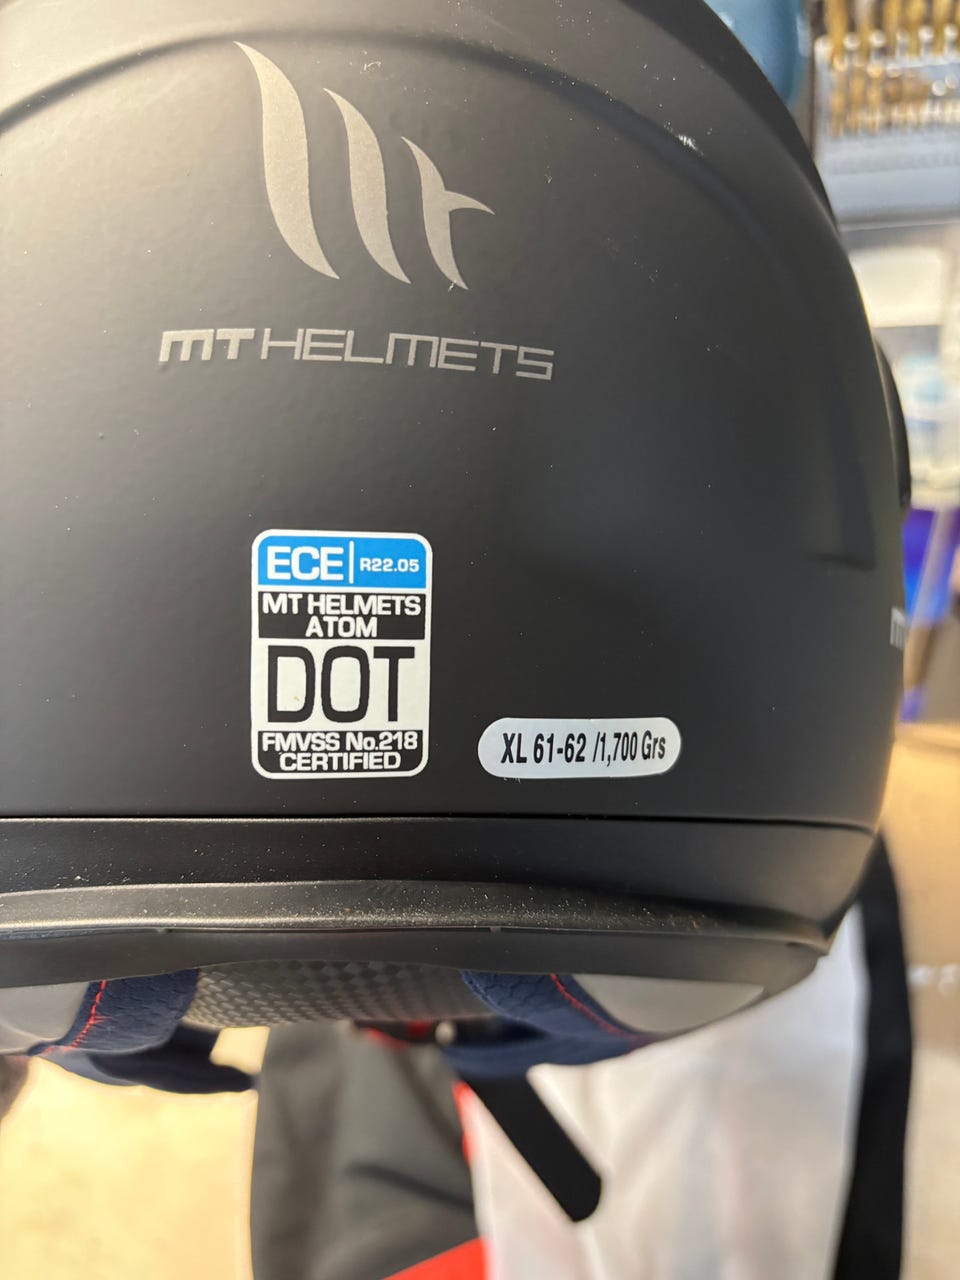 MT HELMETS
ECE | R22.05
MT HELMETS
ATOM
DOT
FMVSS No.218
CERTIFIED
XL 61-62 /1,700 Grs